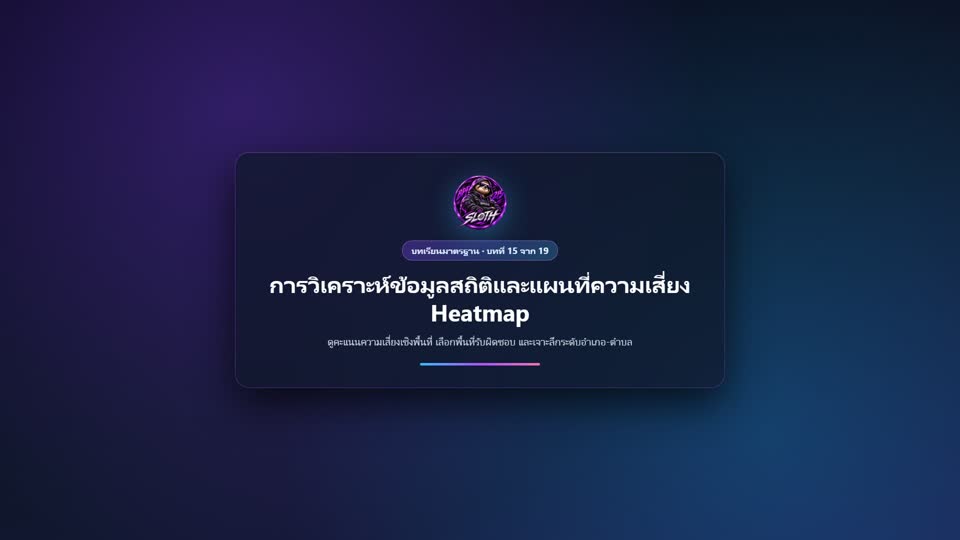 SLOTH
บทเรียนมาตรฐาน • บทที่ 15 จาก 19
การวิเคราะห์ข้อมูลสถิติและแผนที่ความเสี่ยง
Heatmap
ดูคะแนนความเสี่ยงเชิงพื้นที่ เลือกพื้นที่รับผิดชอบ และเจาะลึกระดับอำเภอ-ตำบล